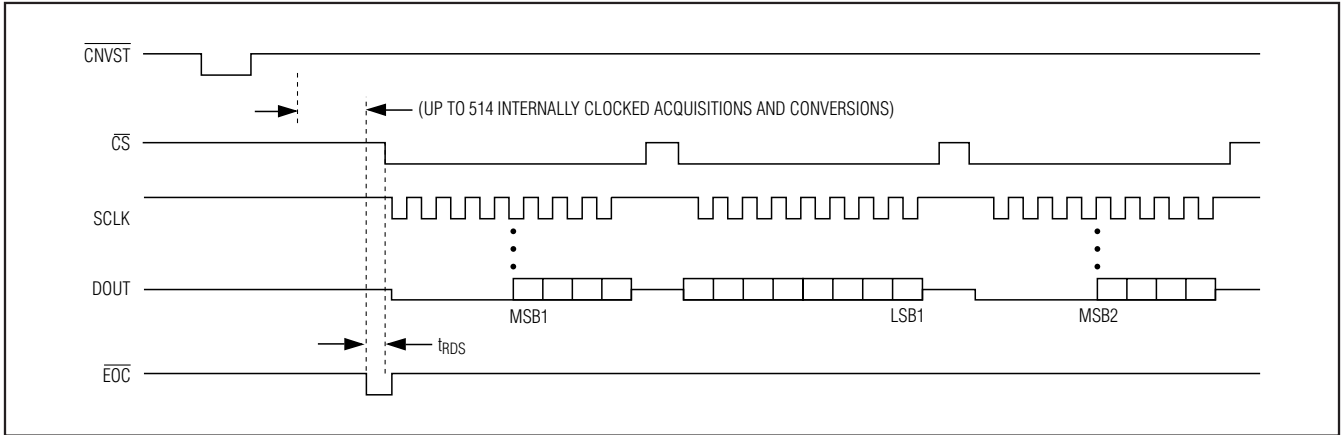 CNVST
(UP TO 514 INTERNALLY CLOCKED ACQUISITIONS AND CONVERSIONS)
CS
SCLK
DOUT
MSB1 LSB1 MSB2
tRDS
EOC